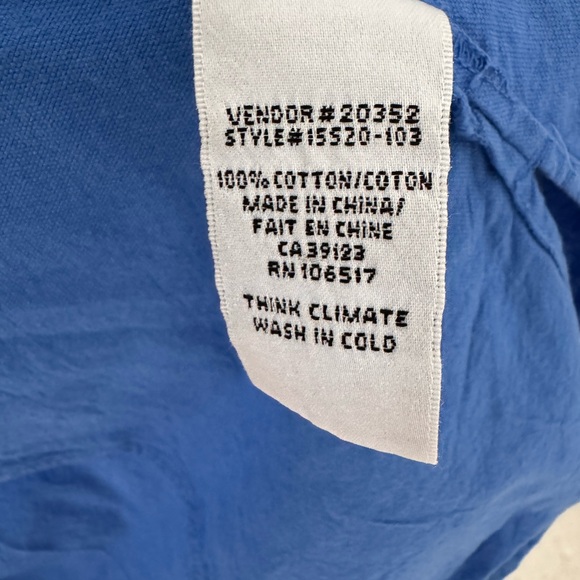 VENDOR#20352
STYLE#15S20-103
100% COTTON/COTON
MADE IN CHINA/
FAIT EN CHINE
CA 39123
RN 106517
THINK CLIMATE
WASH IN COLD